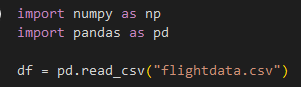 import numpy as np
import pandas as pd
df = pd.read_csv("flightdata.csv")